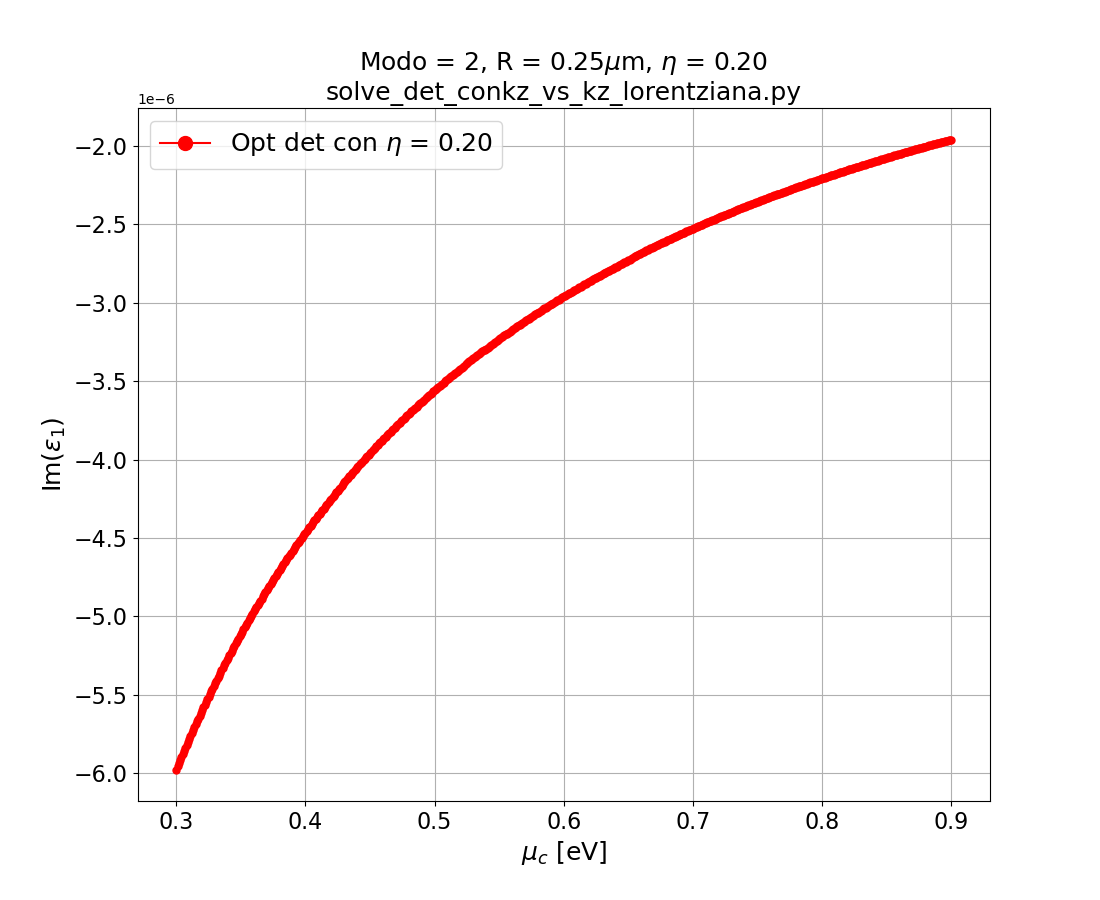 Modo = 2, R = 0.25μm, η = 0.20
solve_det_conkz_vs_kz_lorentziana.py
1e−6
Opt det con η = 0.20
−2.0
−2.5
−3.0
−3.5
−4.0
−4.5
−5.0
−5.5
−6.0
Im(ε₁)
0.3 0.4 0.5 0.6 0.7 0.8 0.9
μ_c [eV]